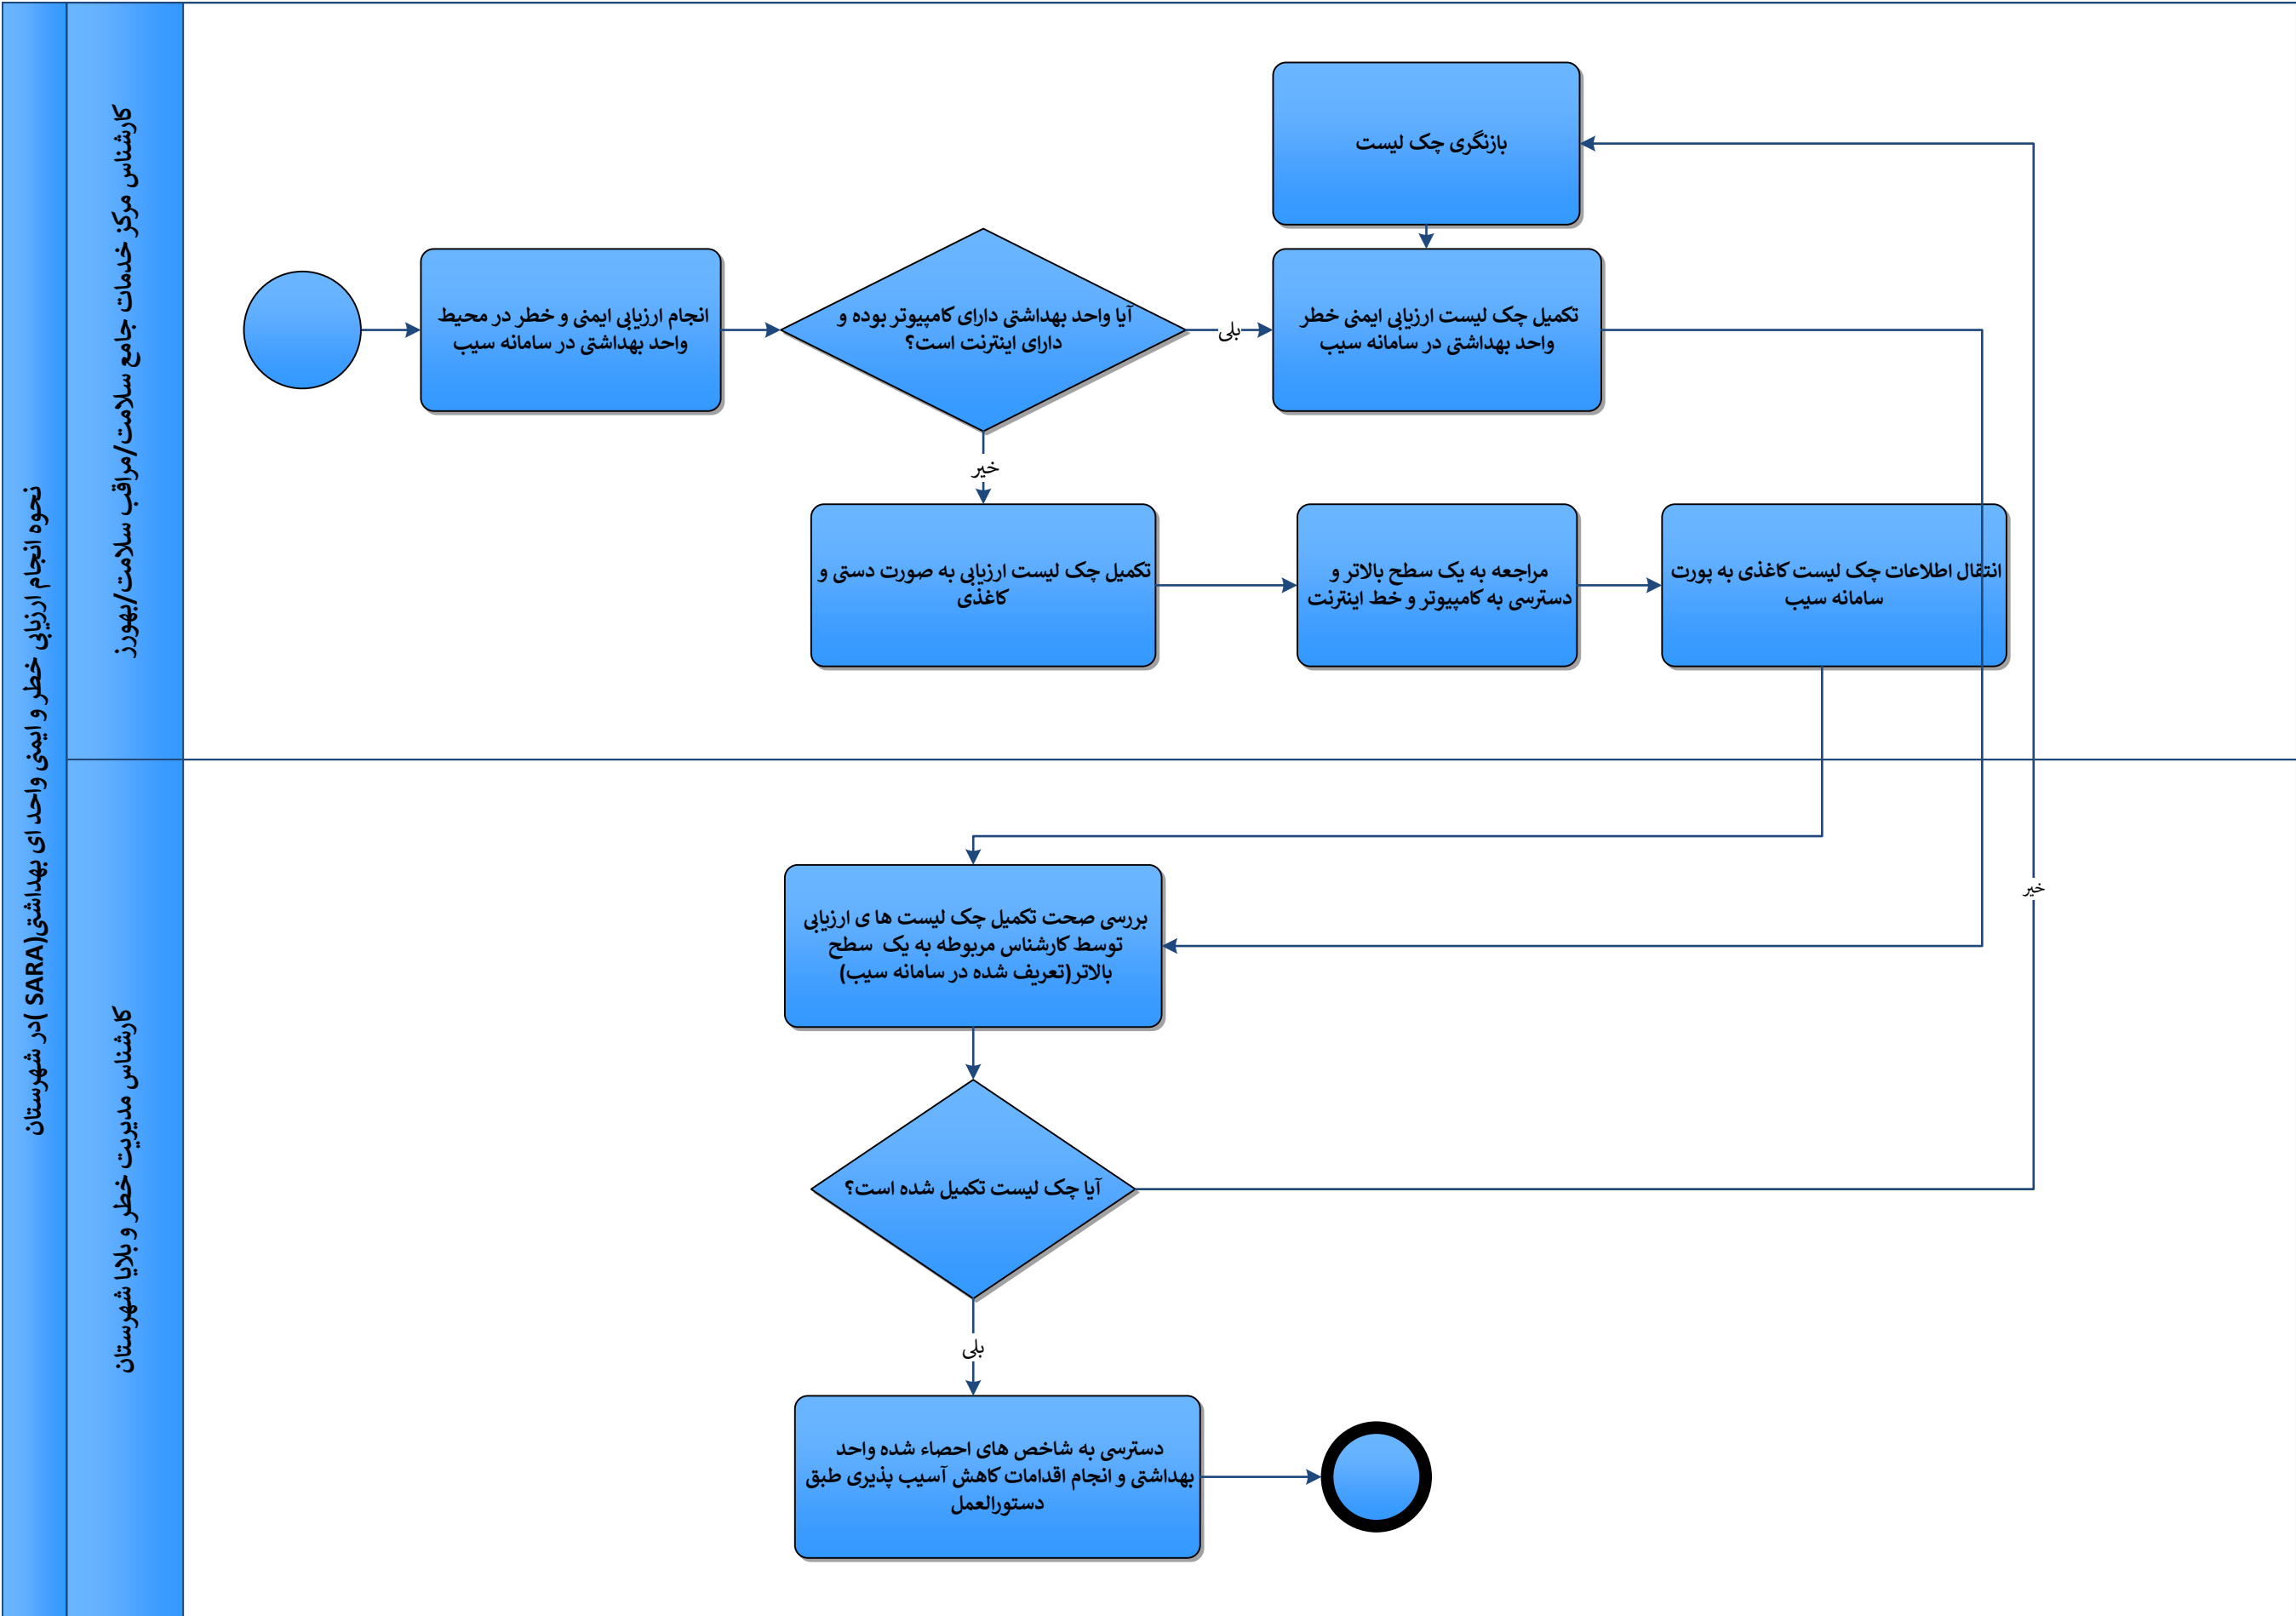 نحوه انجام ارزیابی خطر و ایمنی واحد ای بهداشتی(SARA )در شهرستان
کارشناس مرکز خدمات جامع سلامت/مراقب سلامت/بهورز
بازنگری چک لیست
انجام ارزیابی ایمنی و خطر در محیط
واحد بهداشتی در سامانه سیب
آیا واحد بهداشتی دارای کامپیوتر بوده و
دارای اینترنت است؟
بلی
تکمیل چک لیست ارزیابی ایمنی خطر
واحد بهداشتی در سامانه سیب
خیر
تکمیل چک لیست ارزیابی به صورت دستی و
کاغذی
مراجعه به یک سطح بالاتر و
دسترسی به کامپیوتر و خط اینترنت
انتقال اطلاعات چک لیست کاغذی به پورت
سامانه سیب
کارشناس مدیریت خطر و بلایا شهرستان
بررسی صحت تکمیل چک لیست ها ی ارزیابی
توسط کارشناس مربوطه به یک سطح
بالاتر(تعریف شده در سامانه سیب)
خیر
آیا چک لیست تکمیل شده است؟
بلی
دسترسی به شاخص های احصاء شده واحد
بهداشتی و انجام اقدامات کاهش آسیب پذیری طبق
دستورالعمل